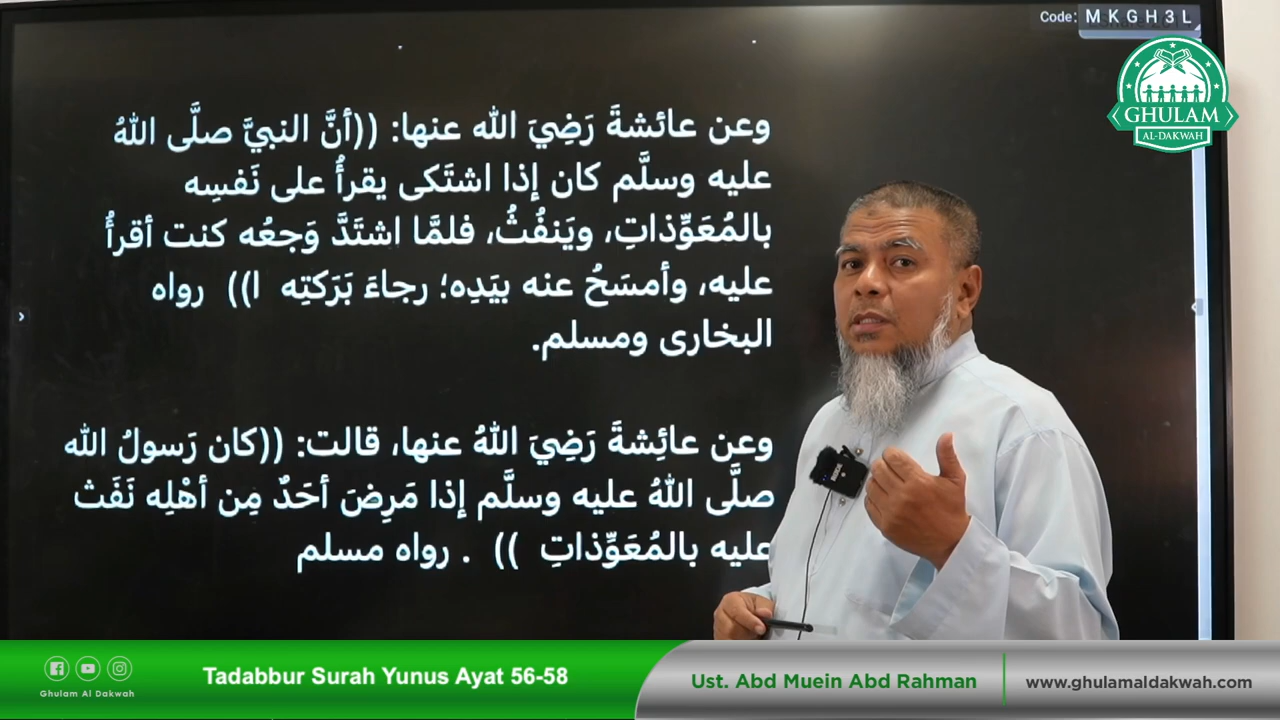 Code: MKGH3L
GHULAM
AL-DAKWAH
وعن عائشةَ رَضِيَ الله عنها: ((أنَّ النبيَّ صلَّى اللهُ
عليه وسلَّم كان إذا اشتَكى يقرأُ على نَفسِه
بالمُعَوِّذاتِ، ويَنفُثُ، فلمَّا اشتَدَّ وَجعُه كنت أقرأُ
عليه، وأمسَحُ عنه بيَدِه؛ رجاءَ بَرَكتِه ا)) رواه
البخارى ومسلم.
وعن عائِشةَ رَضِيَ اللهُ عنها، قالت: ((كان رَسولُ الله
صلَّى اللهُ عليه وسلَّم إذا مَرِضَ أحَدٌ مِن أهْلِه نَفَث
عليه بالمُعَوِّذاتِ )) . رواه مسلم
Ghulam Al Dakwah
Tadabbur Surah Yunus Ayat 56-58
Ust. Abd Muein Abd Rahman
www.ghulamaldakwah.com